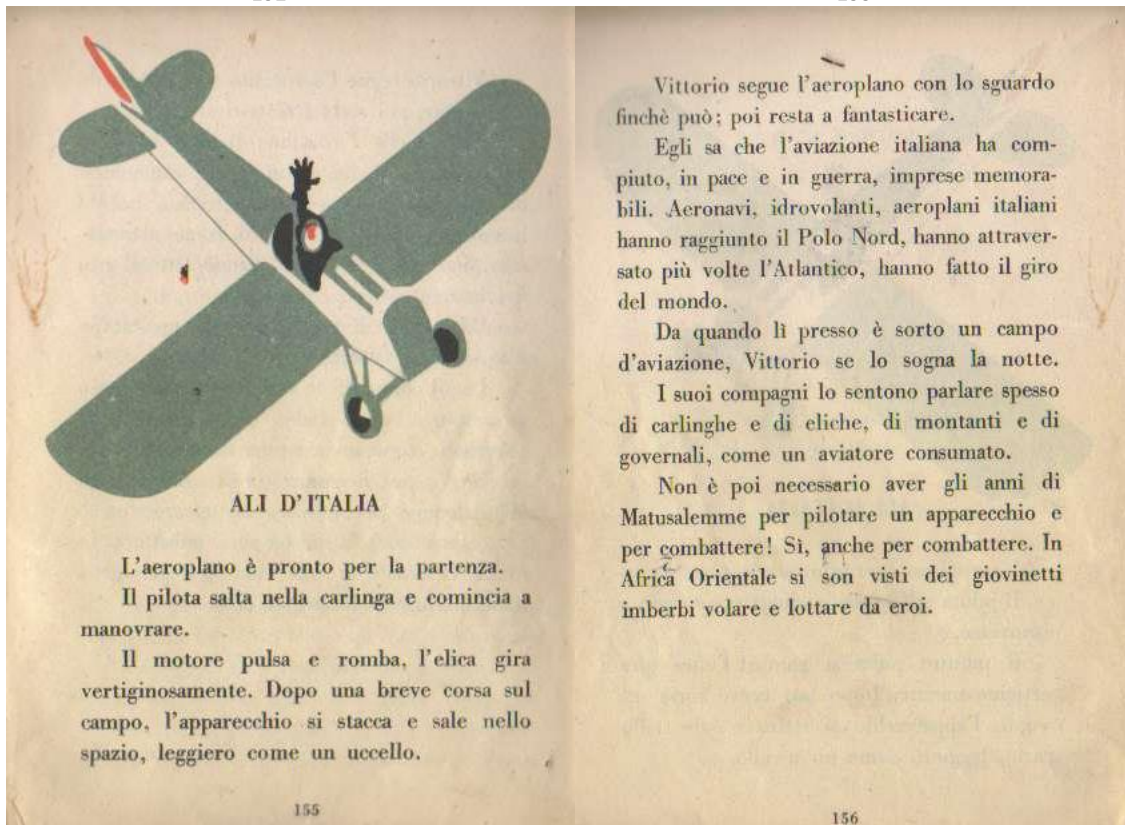 ALI D'ITALIA
L'aeroplano è pronto per la partenza.
Il pilota salta nella carlinga e comincia a
manovrare.
Il motore pulsa e romba, l'elica gira
vertiginosamente. Dopo una breve corsa sul
campo, l'apparecchio si stacca e sale nello
spazio, leggiero come un uccello.
155
Vittorio segue l'aeroplano con lo sguardo
finchè può; poi resta a fantasticare.
Egli sa che l'aviazione italiana ha com-
piuto, in pace e in guerra, imprese memora-
bili. Aeronavi, idrovolanti, aeroplani italiani
hanno raggiunto il Polo Nord, hanno attraver-
sato più volte l'Atlantico, hanno fatto il giro
del mondo.
Da quando lì presso è sorto un campo
d'aviazione, Vittorio se lo sogna la notte.
I suoi compagni lo sentono parlare spesso
di carlinghe e di eliche, di montanti e di
governali, come un aviatore consumato.
Non è poi necessario aver gli anni di
Matusalemme per pilotare un apparecchio e
per combattere! Sì, anche per combattere. In
Africa Orientale si son visti dei giovinetti
imberbi volare e lottare da eroi.
156